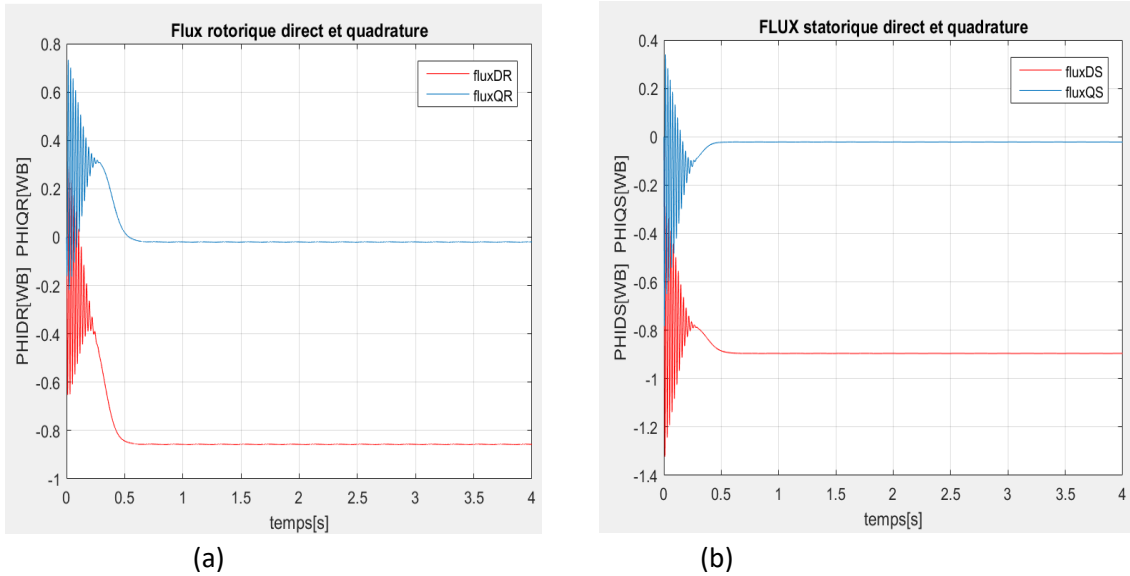 Flux rotorique direct et quadrature
fluxDR
fluxQR
PHIDR[WB] PHIQR[WB]
0.8
0.6
0.4
0.2
0
-0.2
-0.4
-0.6
-0.8
-1
0 0.5 1 1.5 2 2.5 3 3.5 4
temps[s]
(a)
FLUX statorique direct et quadrature
fluxDS
fluxQS
PHIDS[WB] PHIQS[WB]
0.4
0.2
0
-0.2
-0.4
-0.6
-0.8
-1
-1.2
-1.4
0 0.5 1 1.5 2 2.5 3 3.5 4
temps[s]
(b)